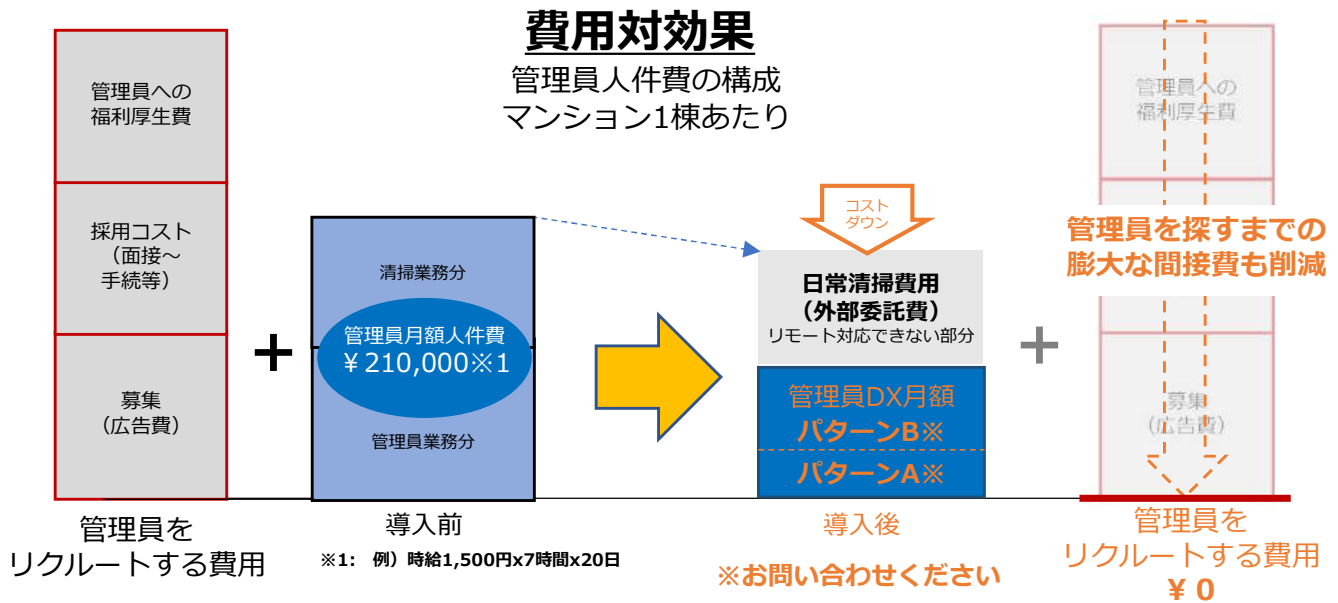 費用対効果
管理員人件費の構成
マンション1棟あたり
管理員への
福利厚生費
採用コスト
（面接～
手続等）
募集
（広告費）
管理員を
リクルートする費用
+
清掃業務分
管理員月額人件費
¥210,000※1
管理員業務分
導入前
※1: 例）時給1,500円x7時間x20日
コスト
ダウン
日常清掃費用
（外部委託費）
リモート対応できない部分
管理員DX月額
パターンB※
パターンA※
導入後
※お問い合わせください
+
管理員への
福利厚生費
管理員を探すまでの
膨大な間接費も削減
募集
（広告費）
管理員を
リクルートする費用
¥ 0